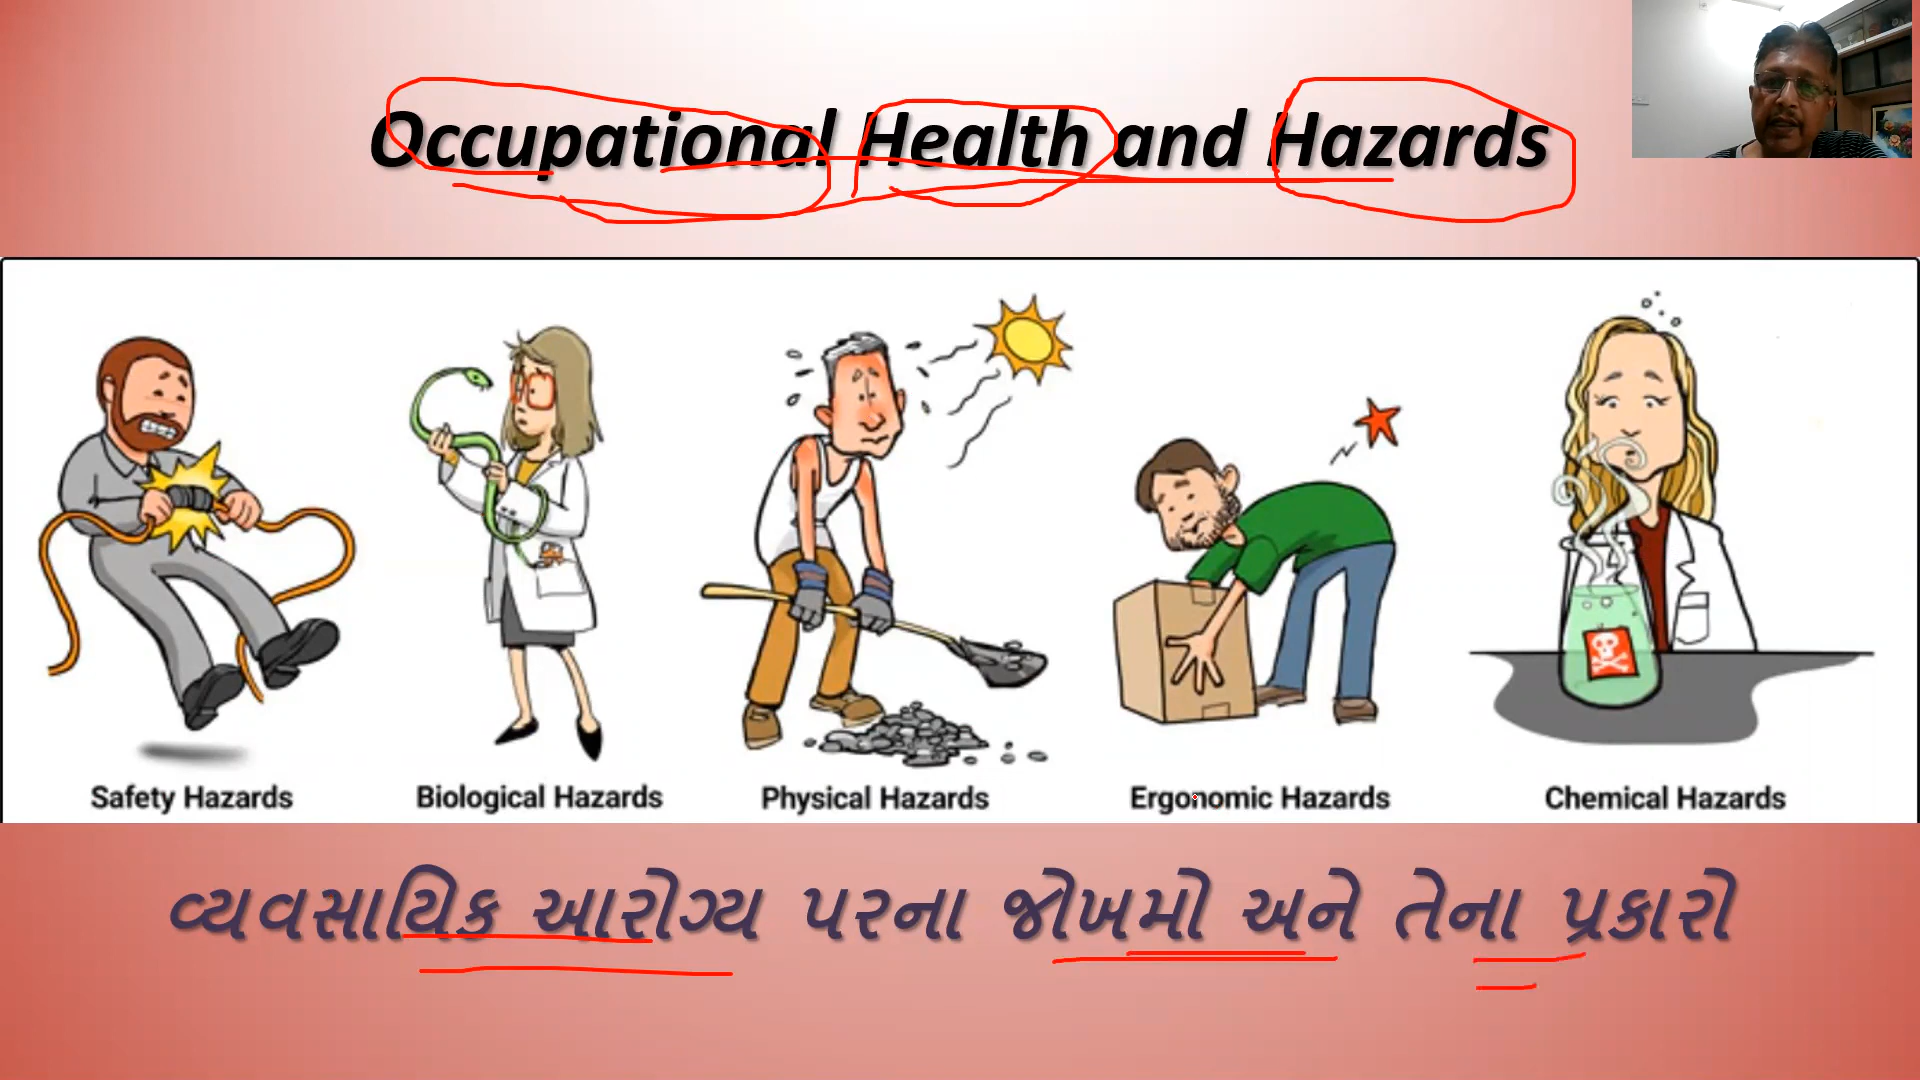 Occupational Health and Hazards
Safety Hazards
Biological Hazards
Physical Hazards
Ergonomic Hazards
Chemical Hazards
વ્યવસાયિક આરોગ્ય પરના જોખમો અને તેના પ્રકારો